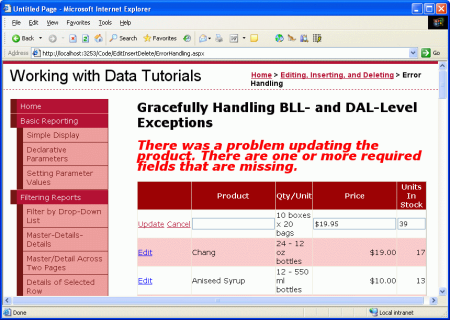 Untitled Page - Microsoft Internet Explorer
File Edit View Favorites Tools Help
Back Search Favorites
Address http://localhost:3253/Code/EditInsertDelete/ErrorHandling.aspx Go
Working with Data Tutorials
Home > Editing, Inserting, and Deleting > Error Handling
Home
Basic Reporting
Simple Display
Declarative
Parameters
Setting Parameter
Values
Filtering Reports
Filter by Drop-Down
List
Master-Details-
Details
Master/Detail Across
Two Pages
Details of Selected
Row
Gracefully Handling BLL- and DAL-Level
Exceptions
There was a problem updating the
product. There are one or more required
fields that are missing.
Product Qty/Unit Price Units In Stock
Update Cancel 10 boxes x 20 bags $19.95 39
Edit Chang 24 - 12 oz bottles $19.00 17
Edit Aniseed Syrup 12 - 550 ml bottles $10.00 13
Done Local intranet